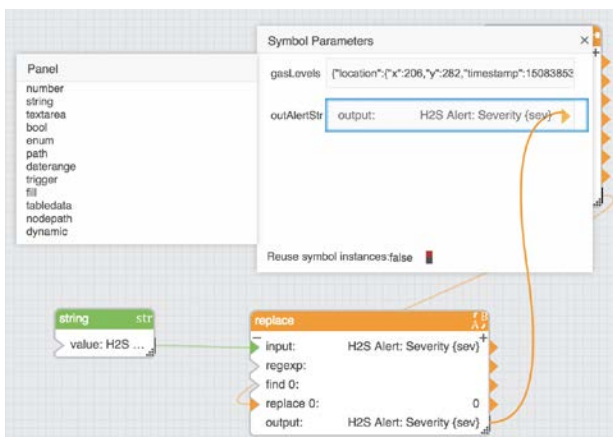 Symbol Parameters ×
Panel
number
string
textarea
bool
enum
path
daterange
trigger
fill
tabledata
nodepath
dynamic
gasLevels {"location":{"x":206,"y":282,"timestamp":15083853
outAlertStr output: H2S Alert: Severity {sev}
Reuse symbol instances:false
string str
value: H2S ...
replace A B
input: H2S Alert: Severity {sev}
regexp:
find 0:
replace 0: 0
output: H2S Alert: Severity {sev}